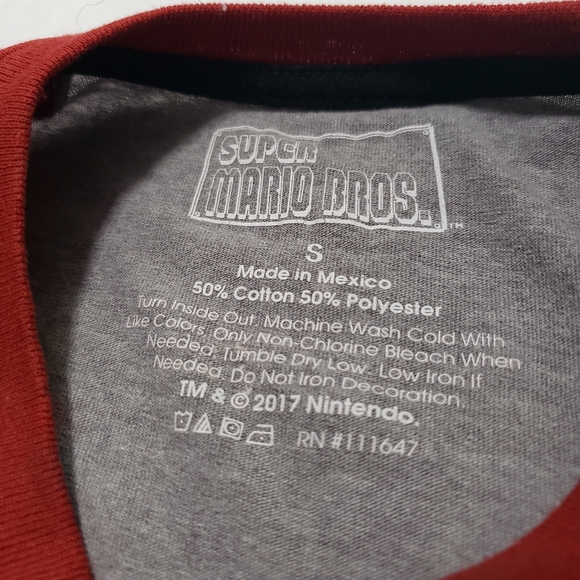 SUPER
MARIO BROS.™
S
Made in Mexico
50% Cotton 50% Polyester
Turn Inside Out. Machine Wash Cold With
Like Colors. Only Non-Chlorine Bleach When
Needed. Tumble Dry Low. Low Iron If
Needed. Do Not Iron Decoration.
TM & © 2017 Nintendo.
RN #111647